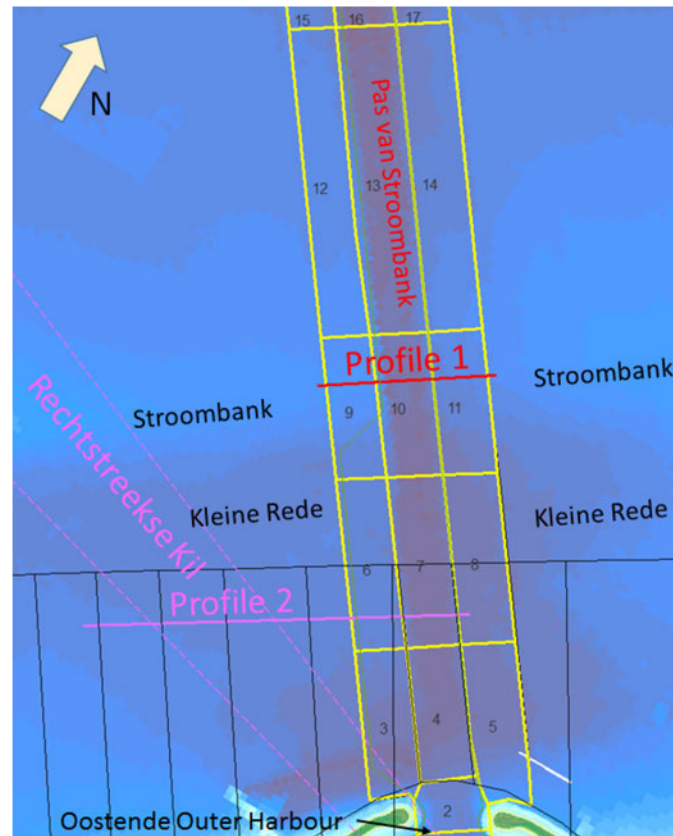 15 16 17
N
Pas van Stroombank
12 13 14
Profile 1
Stroombank
Stroombank
9 10 11
Rechtstreekse Kil
Kleine Rede
Kleine Rede
6 7 8
Profile 2
3 4 5
2
Oostende Outer Harbour